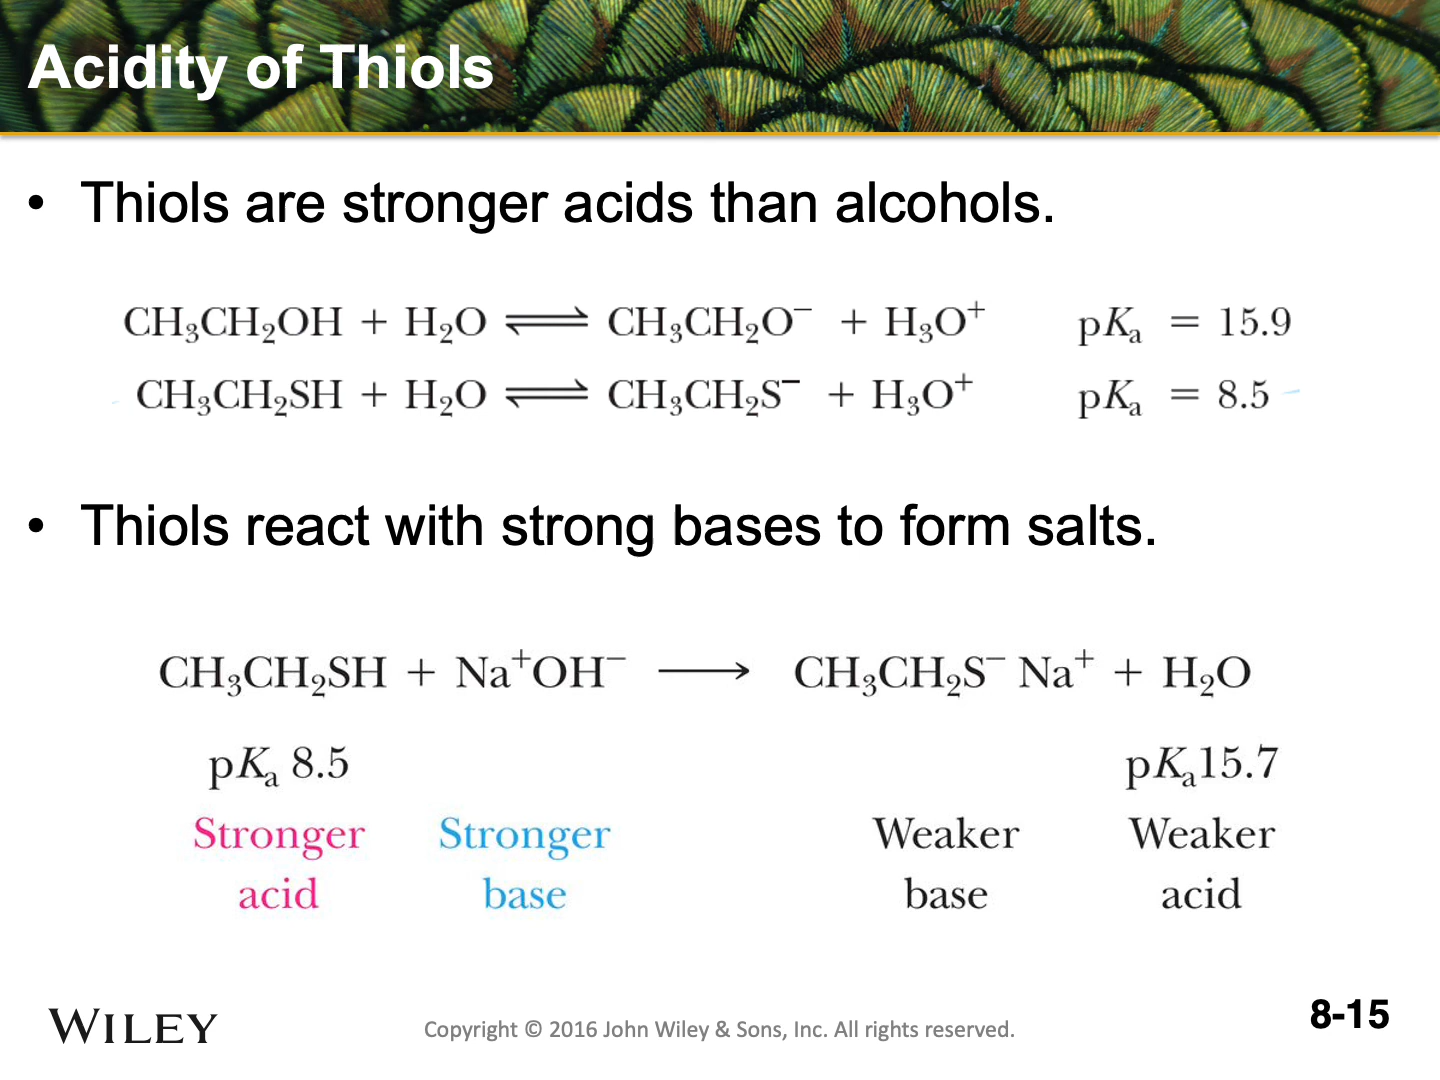 Acidity of Thiols
• Thiols are stronger acids than alcohols.
CH₃CH₂OH + H₂O ⇌ CH₃CH₂O⁻ + H₃O⁺ pKₐ = 15.9
CH₃CH₂SH + H₂O ⇌ CH₃CH₂S⁻ + H₃O⁺ pKₐ = 8.5
• Thiols react with strong bases to form salts.
CH₃CH₂SH + Na⁺OH⁻ ⟶ CH₃CH₂S⁻ Na⁺ + H₂O
pKₐ 8.5 pKₐ15.7
Stronger Stronger Weaker Weaker
acid base base acid
WILEY
Copyright © 2016 John Wiley & Sons, Inc. All rights reserved.
8-15